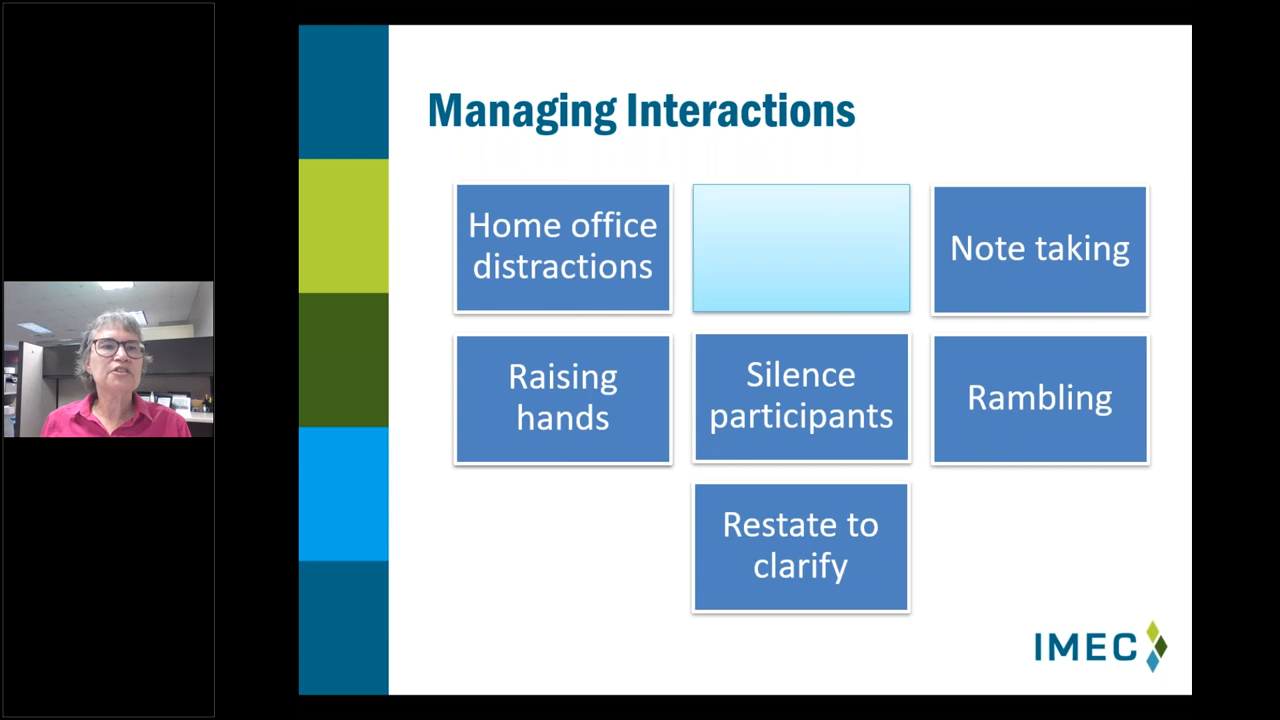 Managing Interactions
Home office
distractions
Note taking
Raising
hands
Silence
participants
Rambling
Restate to
clarify
IMEC